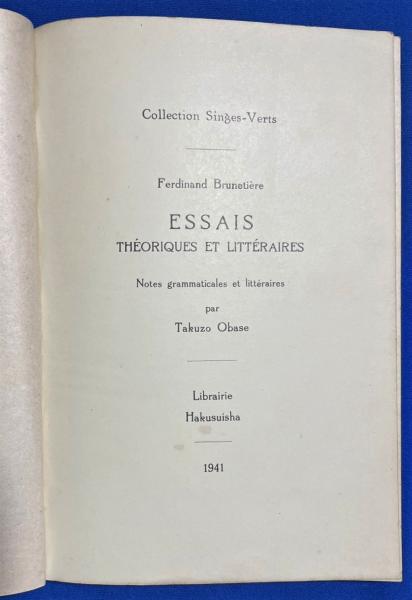 Collection Singes-Verts
Ferdinand Brunetière
ESSAIS
THÉORIQUES ET LITTÉRAIRES
Notes grammaticales et littéraires
par
Takuzo Obase
Librairie
Hakusuisha
1941